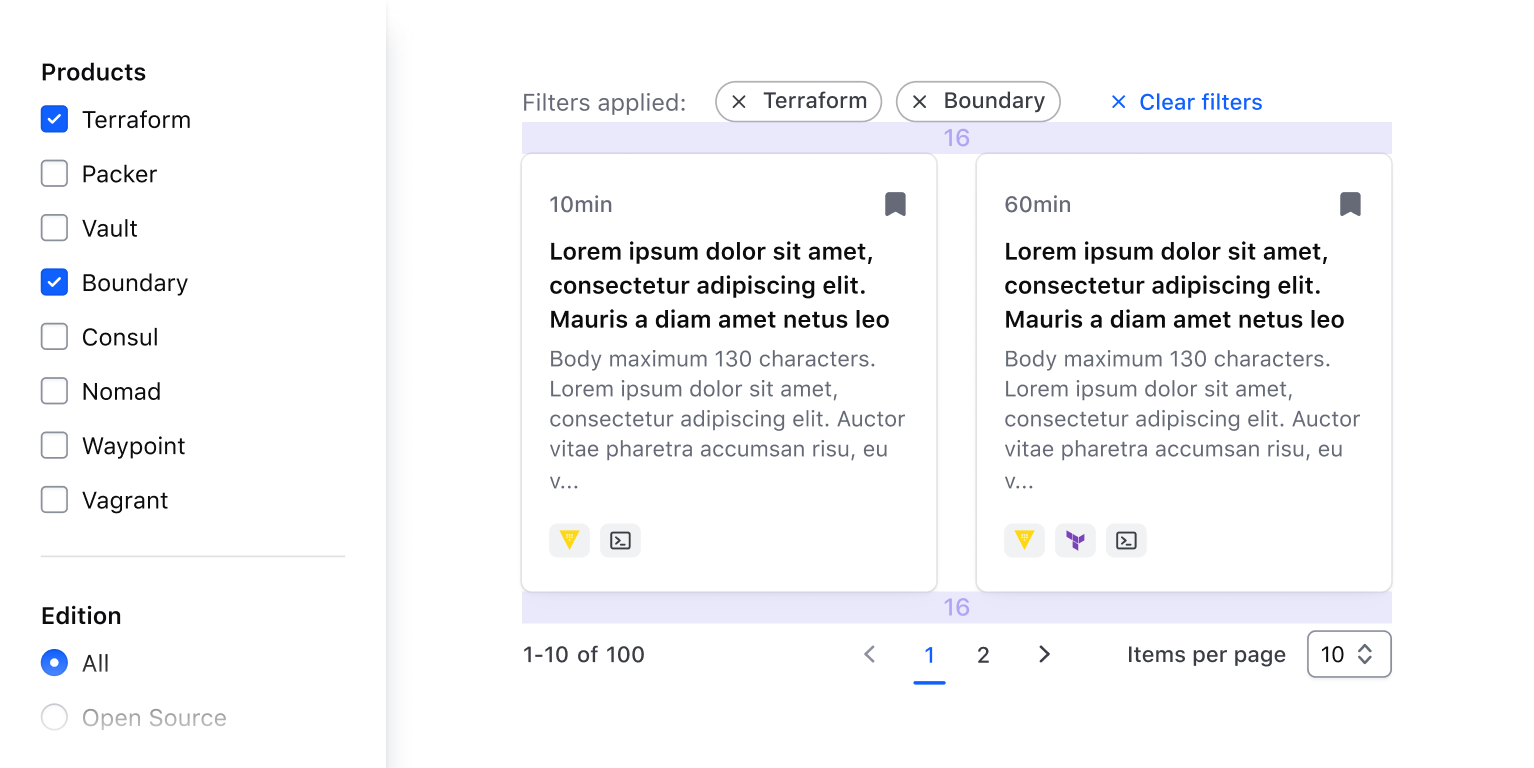 Products
Terraform
Packer
Vault
Boundary
Consul
Nomad
Waypoint
Vagrant
Edition
All
Open Source
Filters applied: Terraform Boundary Clear filters
16
10min
Lorem ipsum dolor sit amet,
consectetur adipiscing elit.
Mauris a diam amet netus leo
Body maximum 130 characters.
Lorem ipsum dolor sit amet,
consectetur adipiscing elit. Auctor
vitae pharetra accumsan risu, eu
v...
60min
Lorem ipsum dolor sit amet,
consectetur adipiscing elit.
Mauris a diam amet netus leo
Body maximum 130 characters.
Lorem ipsum dolor sit amet,
consectetur adipiscing elit. Auctor
vitae pharetra accumsan risu, eu
v...
16
1-10 of 100 1 2 Items per page 10